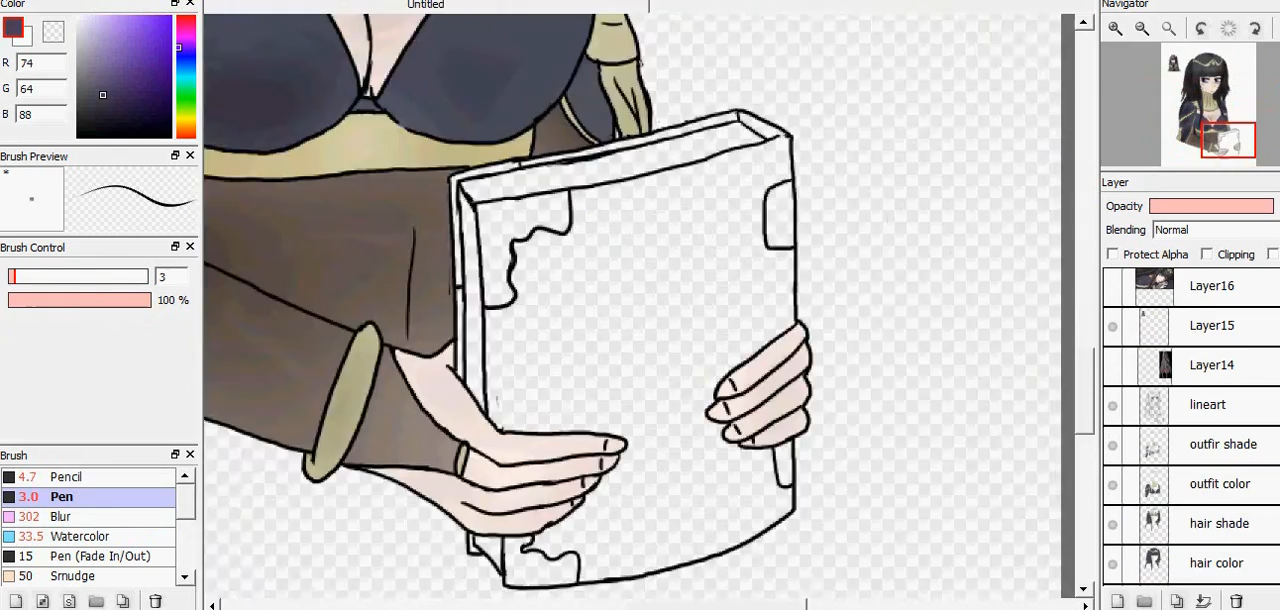 Color
Untitled
Navigator
R 74
G 64
B 88
Brush Preview
Brush Control
3
100 %
Brush
4.7 Pencil
3.0 Pen
302 Blur
33.5 Watercolor
15 Pen (Fade In/Out)
50 Smudge
Layer
Opacity
Blending Normal
Protect Alpha Clipping
Layer16
Layer15
Layer14
lineart
outfir shade
outfit color
hair shade
hair color